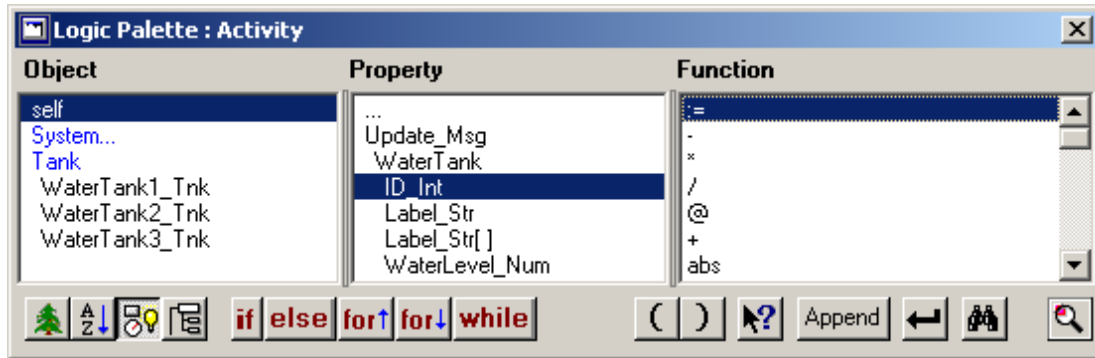 Logic Palette : Activity
Object Property Function
self
System...
Tank
WaterTank1_Tnk
WaterTank2_Tnk
WaterTank3_Tnk
...
Update_Msg
WaterTank
ID_Int
Label_Str
Label_Str[ ]
WaterLevel_Num
:=
-
*
/
@
+
abs
A Z if else for↑ for↓ while ( ) ? Append